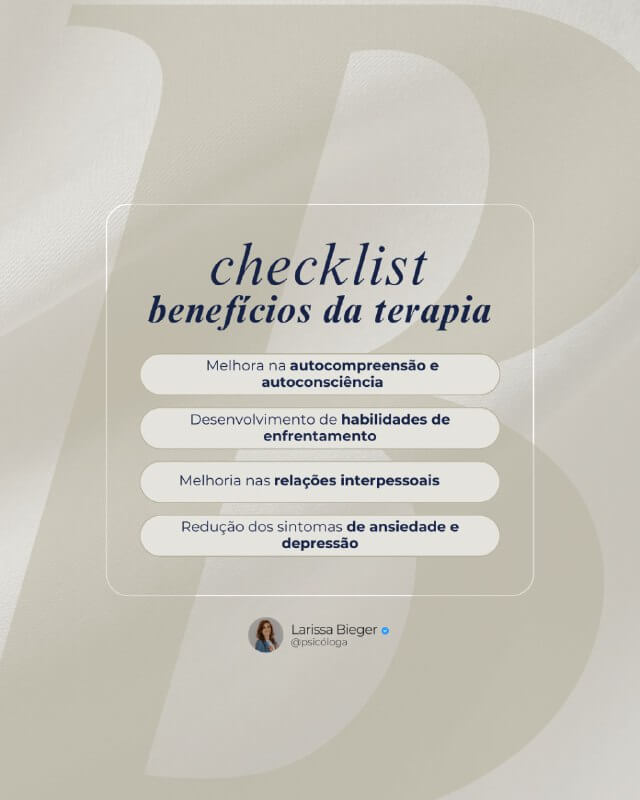 B
checklist
benefícios da terapia
Melhora na autocompreensão e
autoconsciência
Desenvolvimento de habilidades de
enfrentamento
Melhoria nas relações interpessoais
Redução dos sintomas de ansiedade e
depressão
Larissa Bieger
@psicóloga